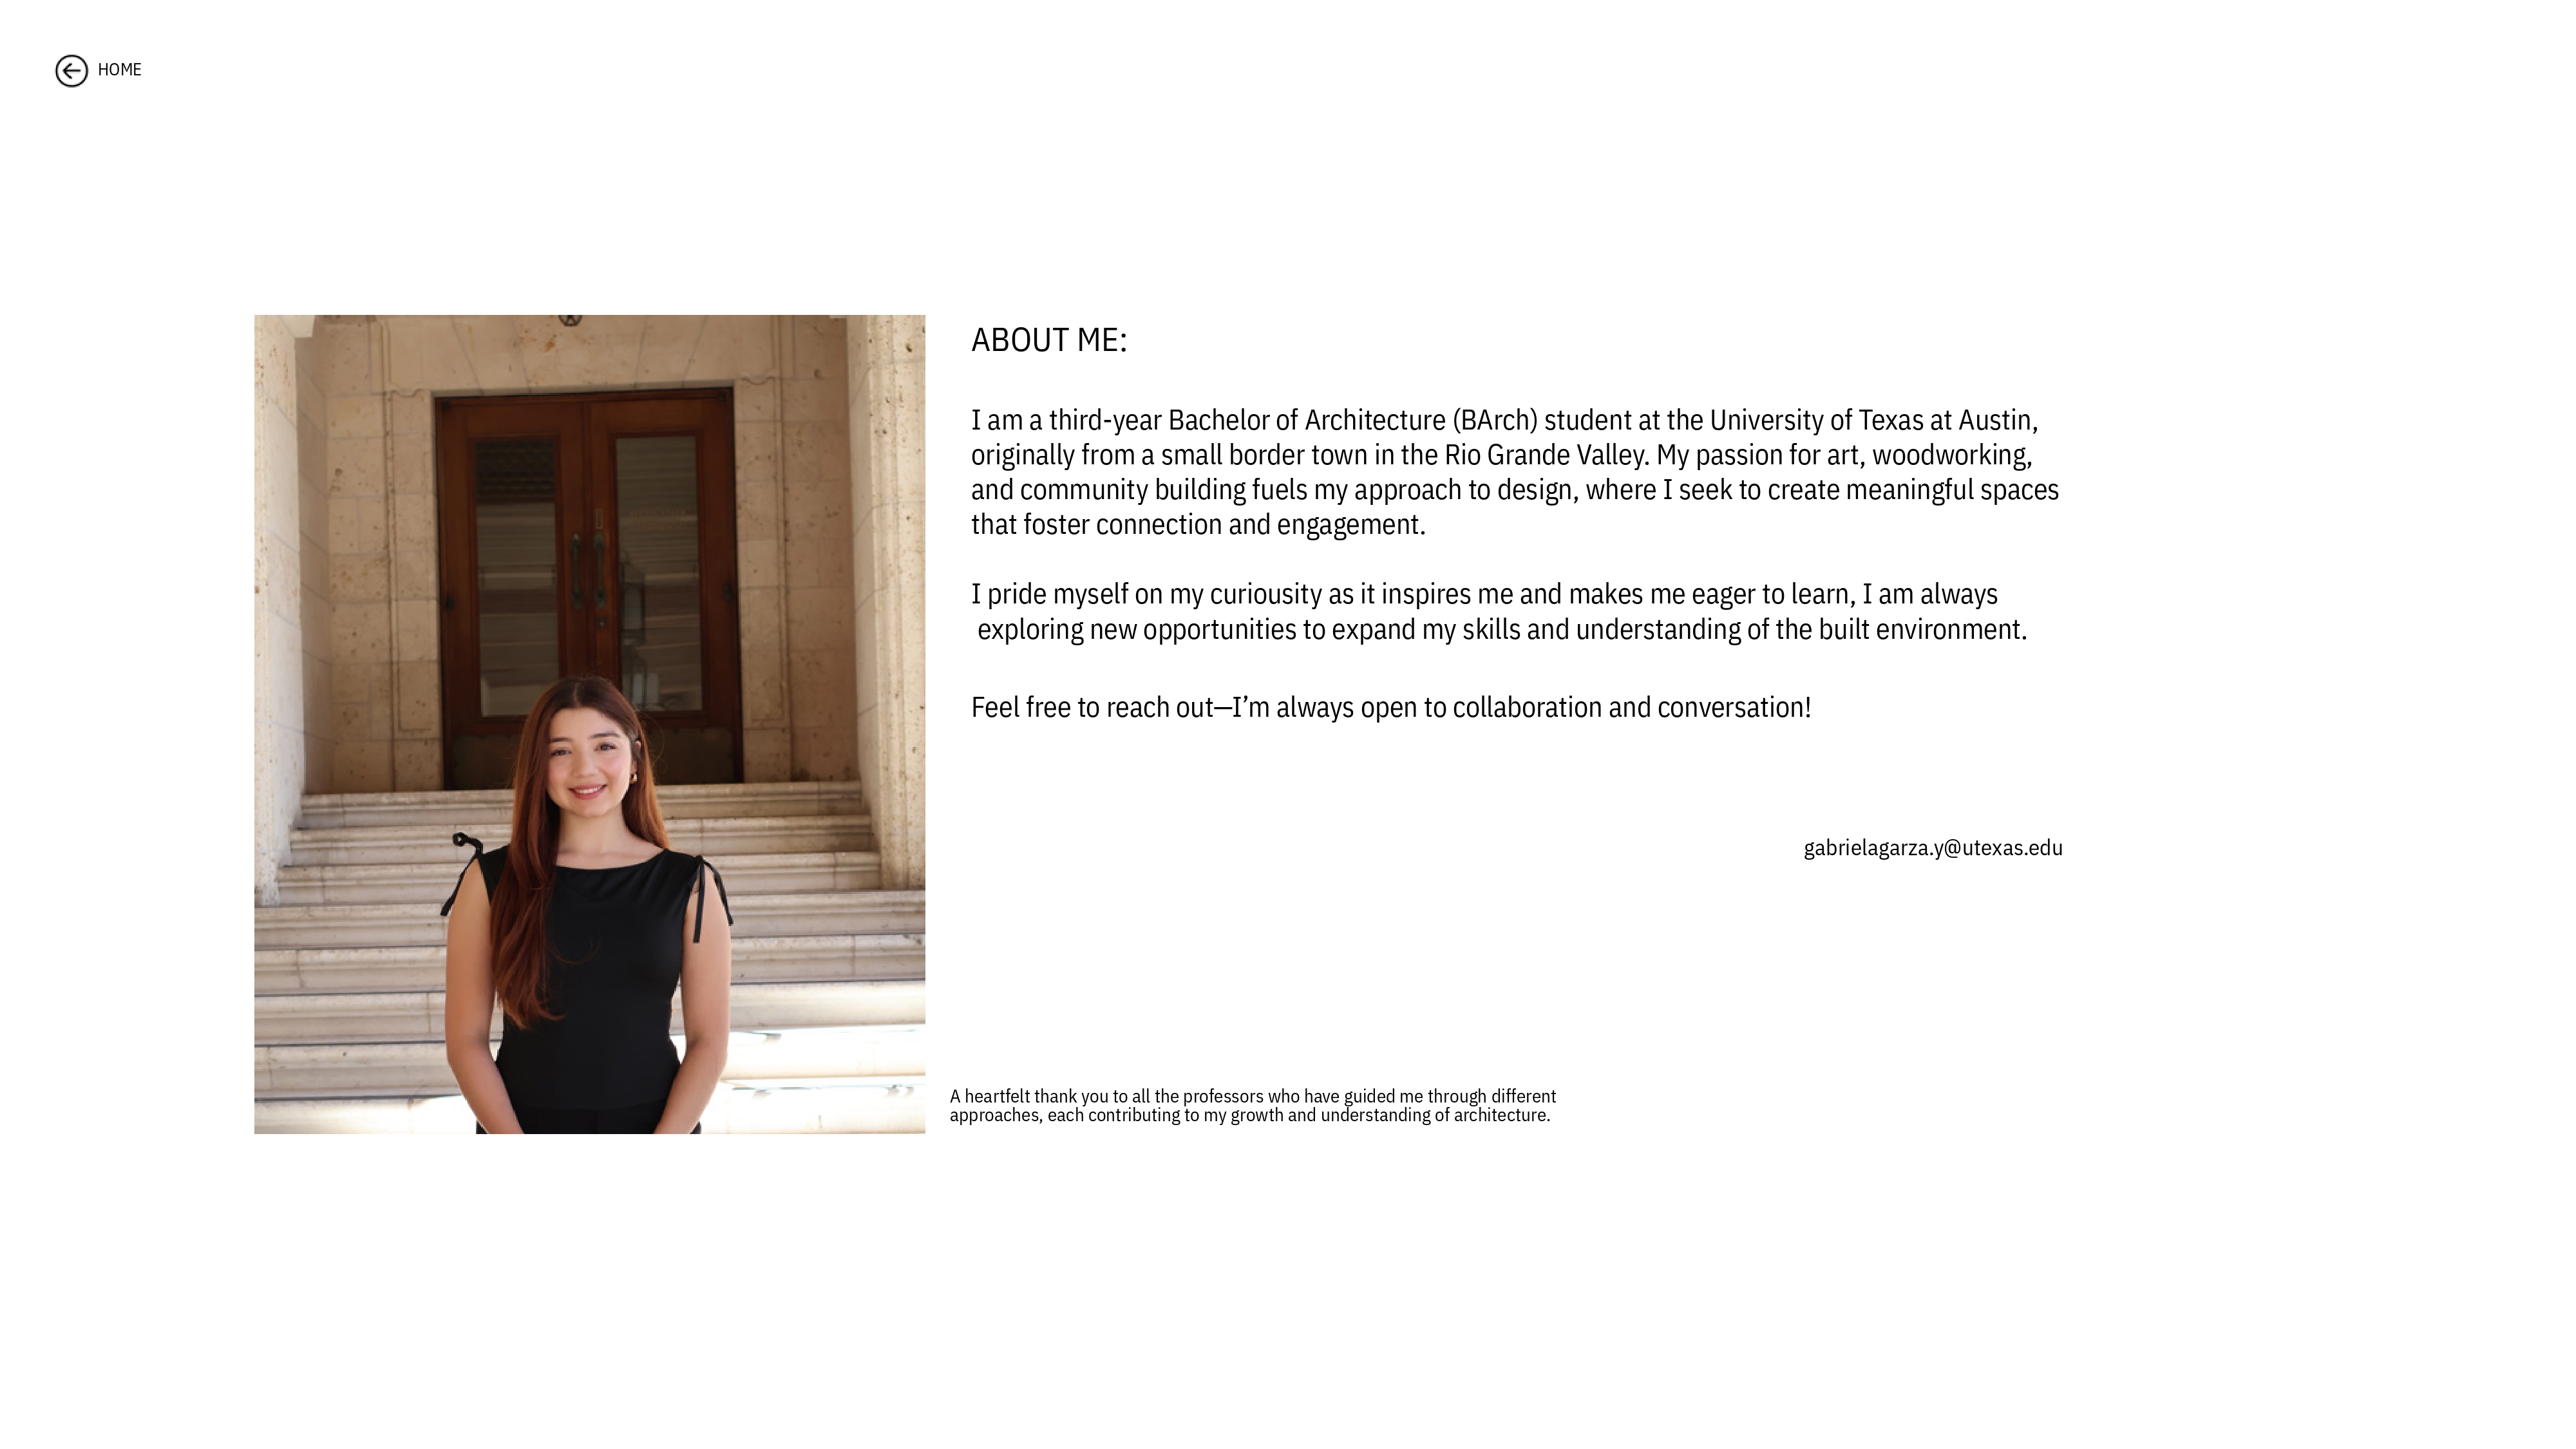 HOME
ABOUT ME:
I am a third-year Bachelor of Architecture (BArch) student at the University of Texas at Austin,
originally from a small border town in the Rio Grande Valley. My passion for art, woodworking,
and community building fuels my approach to design, where I seek to create meaningful spaces
that foster connection and engagement.
I pride myself on my curiousity as it inspires me and makes me eager to learn, I am always
exploring new opportunities to expand my skills and understanding of the built environment.
Feel free to reach out—I’m always open to collaboration and conversation!
gabrielagarza.y@utexas.edu
A heartfelt thank you to all the professors who have guided me through different
approaches, each contributing to my growth and understanding of architecture.